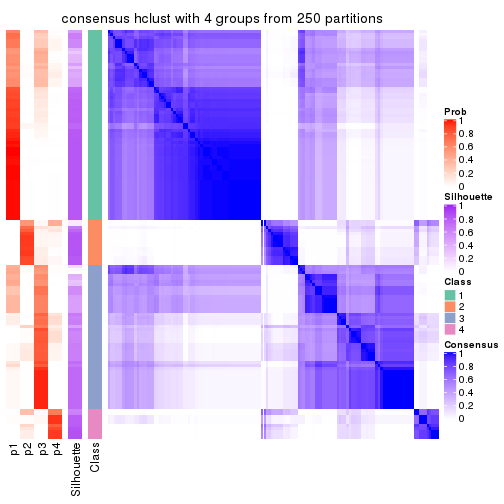 consensus hclust with 4 groups from 250 partitions
Prob
1
0.8
0.6
0.4
0.2
0
Silhouette
1
0.8
0.6
0.4
0.2
0
Class
1
2
3
4
Consensus
1
0.8
0.6
0.4
0.2
0
p1
p2
p3
p4
Silhouette
Class